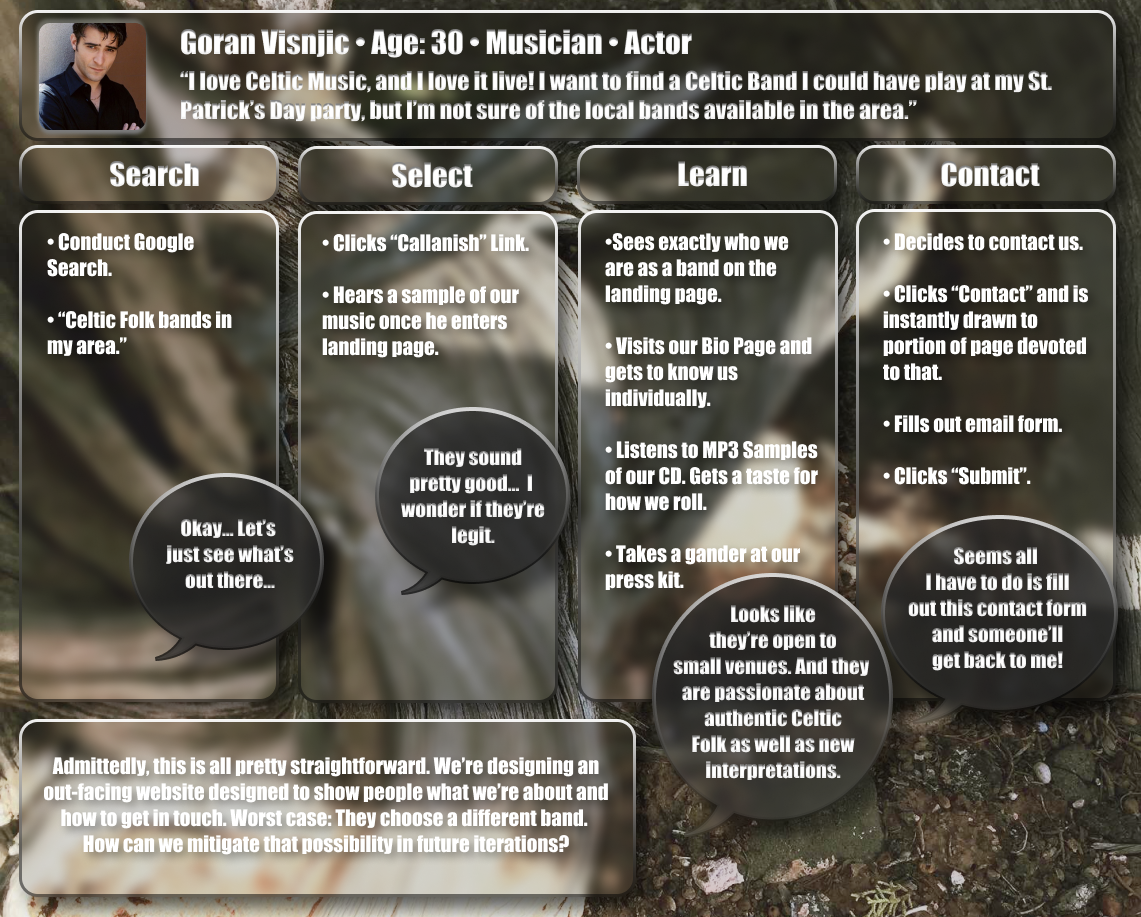 Goran Visnjic • Age: 30 • Musician • Actor
“I love Celtic Music, and I love it live! I want to find a Celtic Band I could have play at my St.
Patrick’s Day party, but I’m not sure of the local bands available in the area.”
Search
• Conduct Google
Search.
• “Celtic Folk bands in
my area.”
Okay... Let’s
just see what’s
out there...
Select
• Clicks “Callanish” Link.
• Hears a sample of our
music once he enters
landing page.
They sound
pretty good... I
wonder if they’re
legit.
Learn
•Sees exactly who we
are as a band on the
landing page.
• Visits our Bio Page and
gets to know us
individually.
• Listens to MP3 Samples
of our CD. Gets a taste for
how we roll.
• Takes a gander at our
press kit.
Looks like
they’re open to
small venues. And they
are passionate about
authentic Celtic
Folk as well as new
interpretations.
Contact
• Decides to contact us.
• Clicks “Contact” and is
instantly drawn to
portion of page devoted
to that.
• Fills out email form.
• Clicks “Submit”.
Seems all
I have to do is fill
out this contact form
and someone’ll
get back to me!
Admittedly, this is all pretty straightforward. We’re designing an
out-facing website designed to show people what we’re about and
how to get in touch. Worst case: They choose a different band.
How can we mitigate that possibility in future iterations?